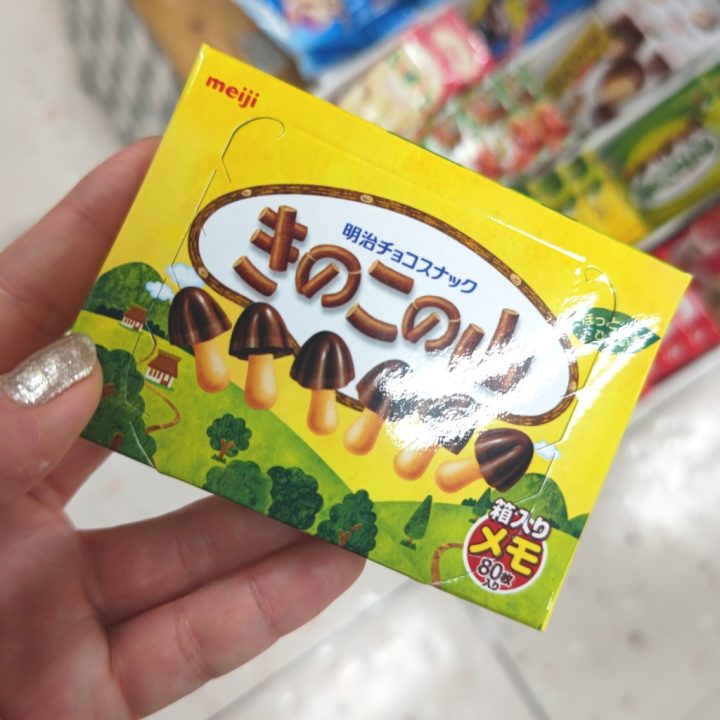 meiji
明治チョコスナック
きのこの山
箱入り
メモ
80枚
入り